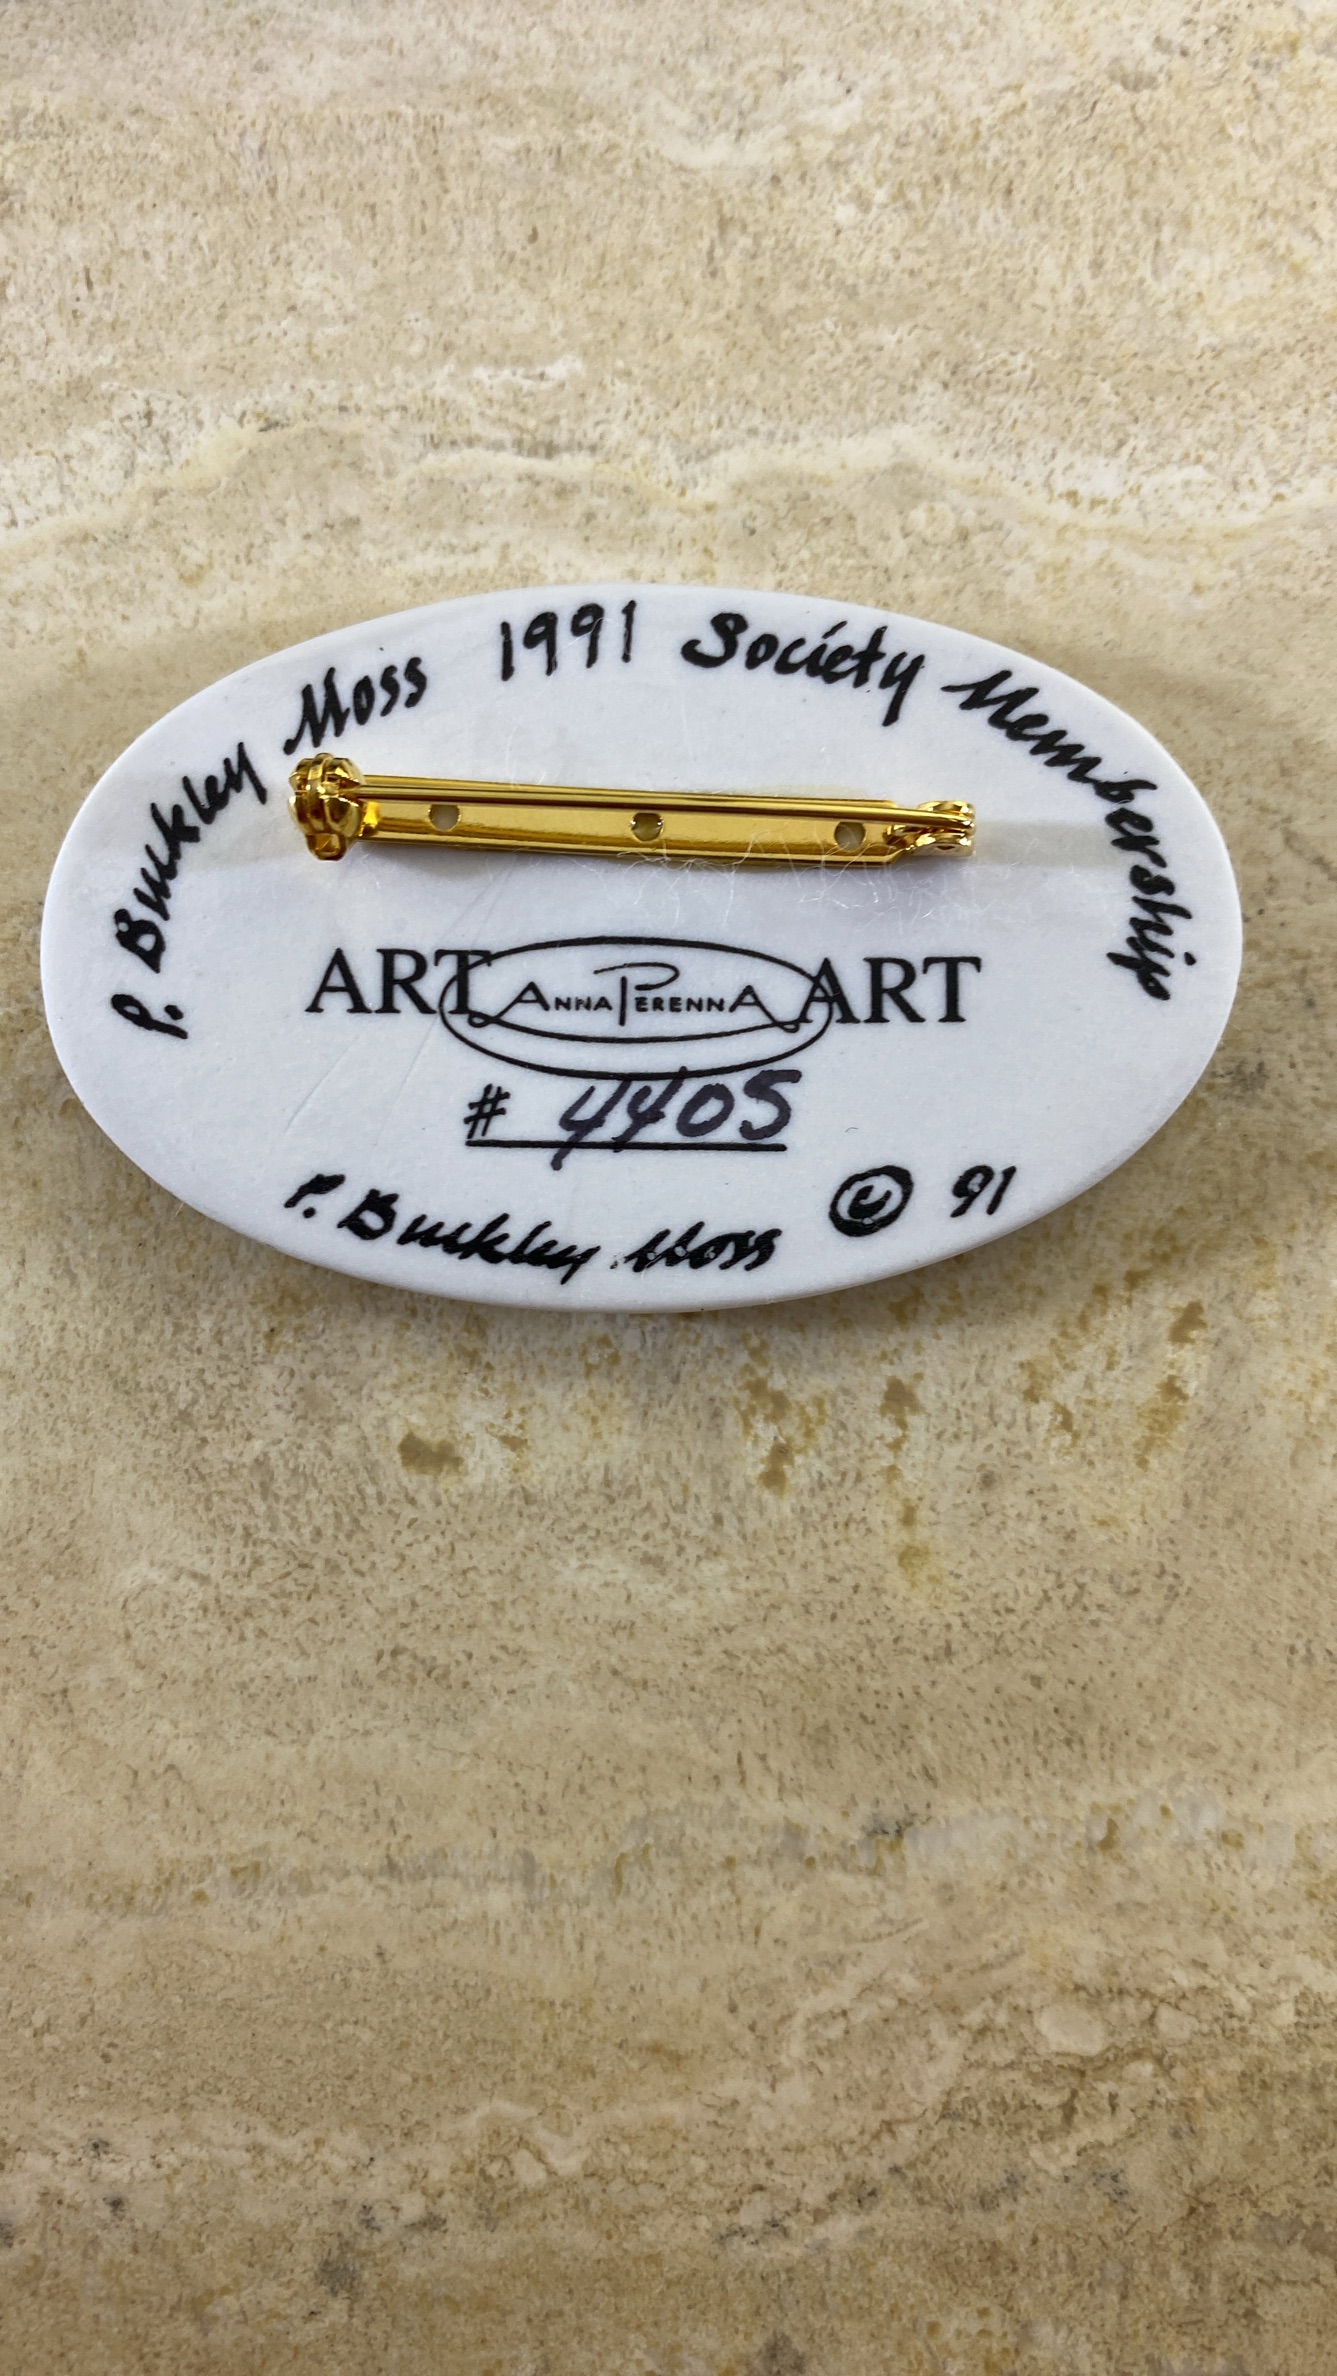 P. Buckley Moss 1991 Society Membership
ART ANNA PERENNA ART
# 4405
P. Buckley Moss © 91